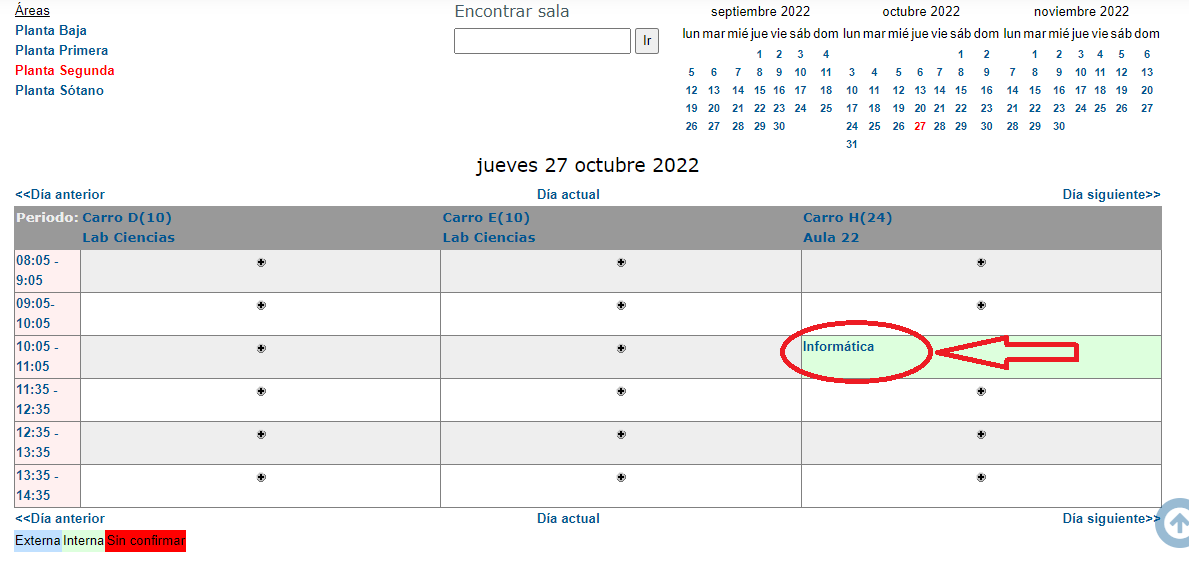 Áreas
Planta Baja
Planta Primera
Planta Segunda
Planta Sótano
Encontrar sala
Ir
septiembre 2022
lun mar mié jue vie sáb dom
1 2 3 4
5 6 7 8 9 10 11
12 13 14 15 16 17 18
19 20 21 22 23 24 25
26 27 28 29 30
octubre 2022
lun mar mié jue vie sáb dom
1 2
3 4 5 6 7 8 9
10 11 12 13 14 15 16
17 18 19 20 21 22 23
24 25 26 27 28 29 30
31
noviembre 2022
lun mar mié jue vie sáb dom
1 2 3 4 5 6
7 8 9 10 11 12 13
14 15 16 17 18 19 20
21 22 23 24 25 26 27
28 29 30
jueves 27 octubre 2022
<<Día anterior Día actual Día siguiente>>
Periodo: Carro D(10) Carro E(10) Carro H(24)
Lab Ciencias Lab Ciencias Aula 22
08:05 -
9:05
09:05-
10:05
10:05 - Informática
11:05
11:35 -
12:35
12:35 -
13:35
13:35 -
14:35
<<Día anterior Día actual Día siguiente>>
Externa Interna Sin confirmar